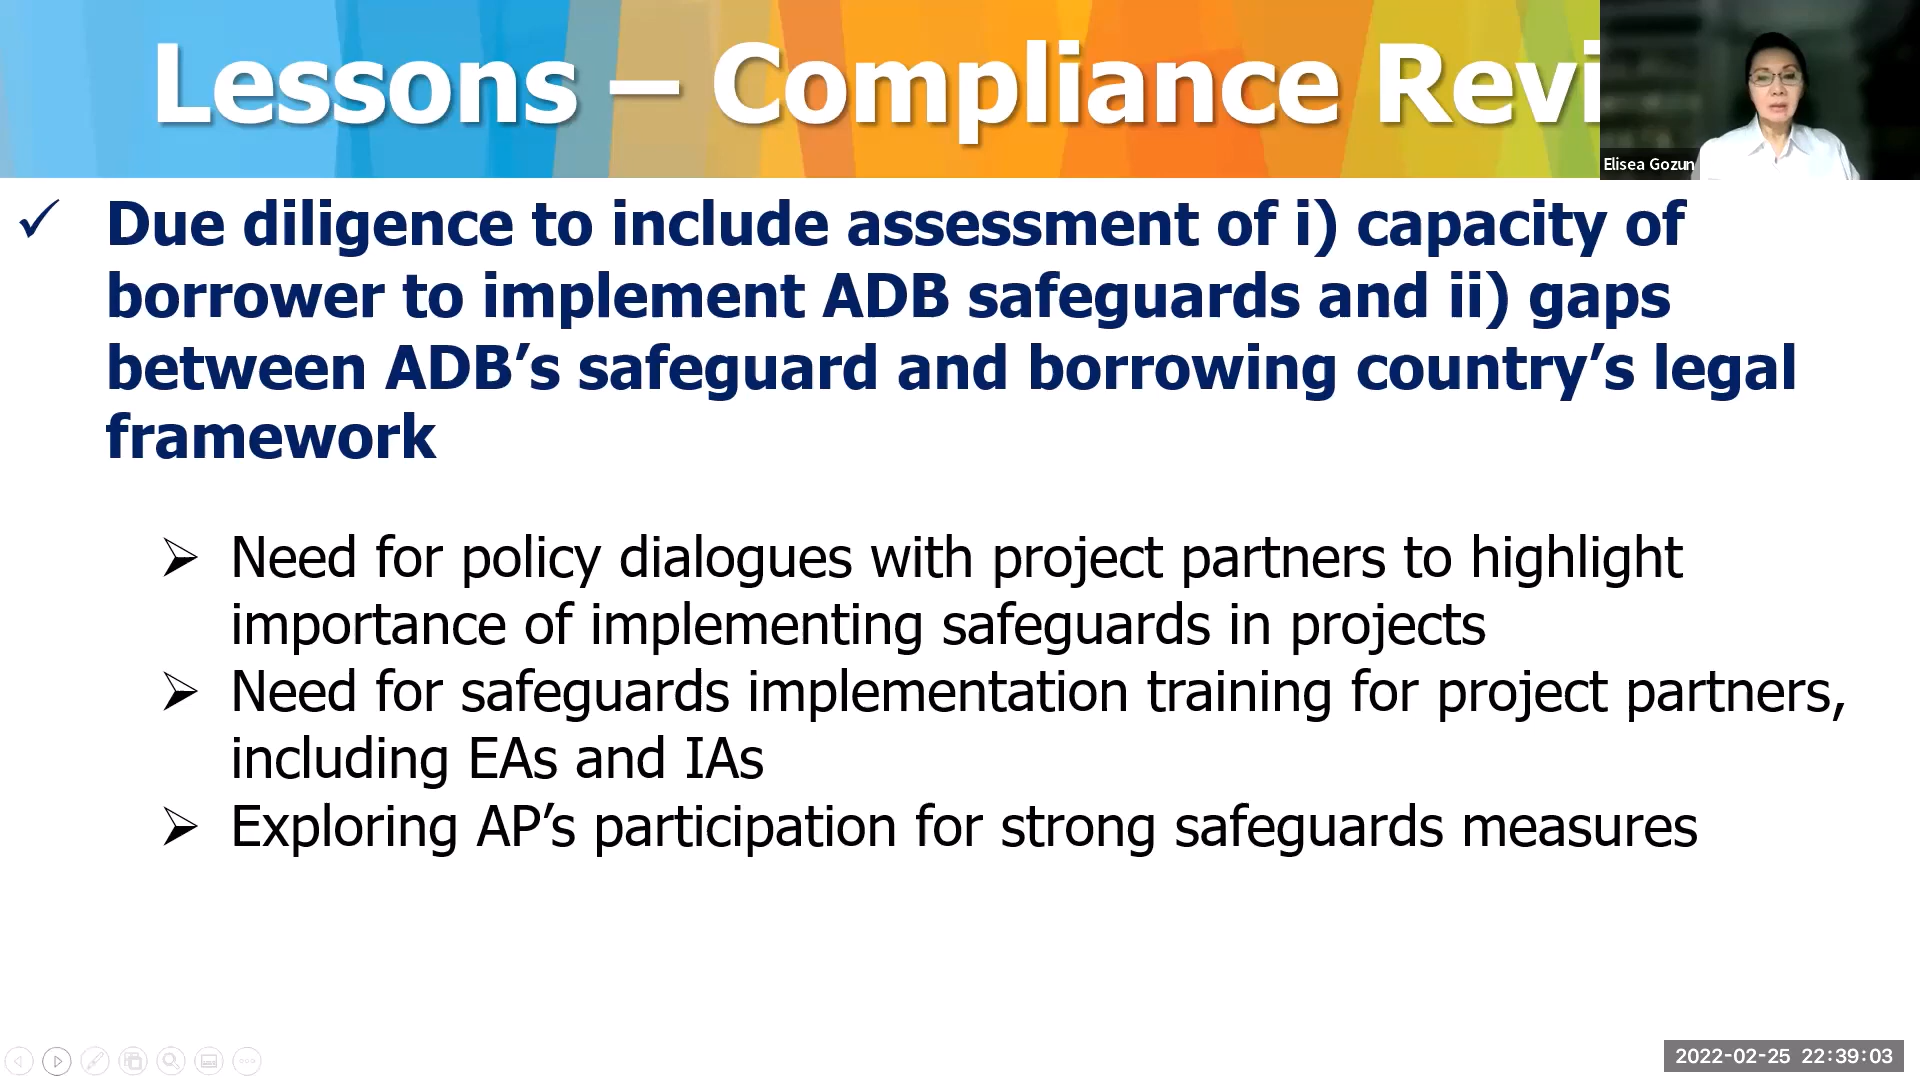 Lessons – Compliance Revi
Elisea Gozun
✓ Due diligence to include assessment of i) capacity of
borrower to implement ADB safeguards and ii) gaps
between ADB’s safeguard and borrowing country’s legal
framework
➢ Need for policy dialogues with project partners to highlight
importance of implementing safeguards in projects
➢ Need for safeguards implementation training for project partners,
including EAs and IAs
➢ Exploring AP’s participation for strong safeguards measures
2022-02-25 22:39:03